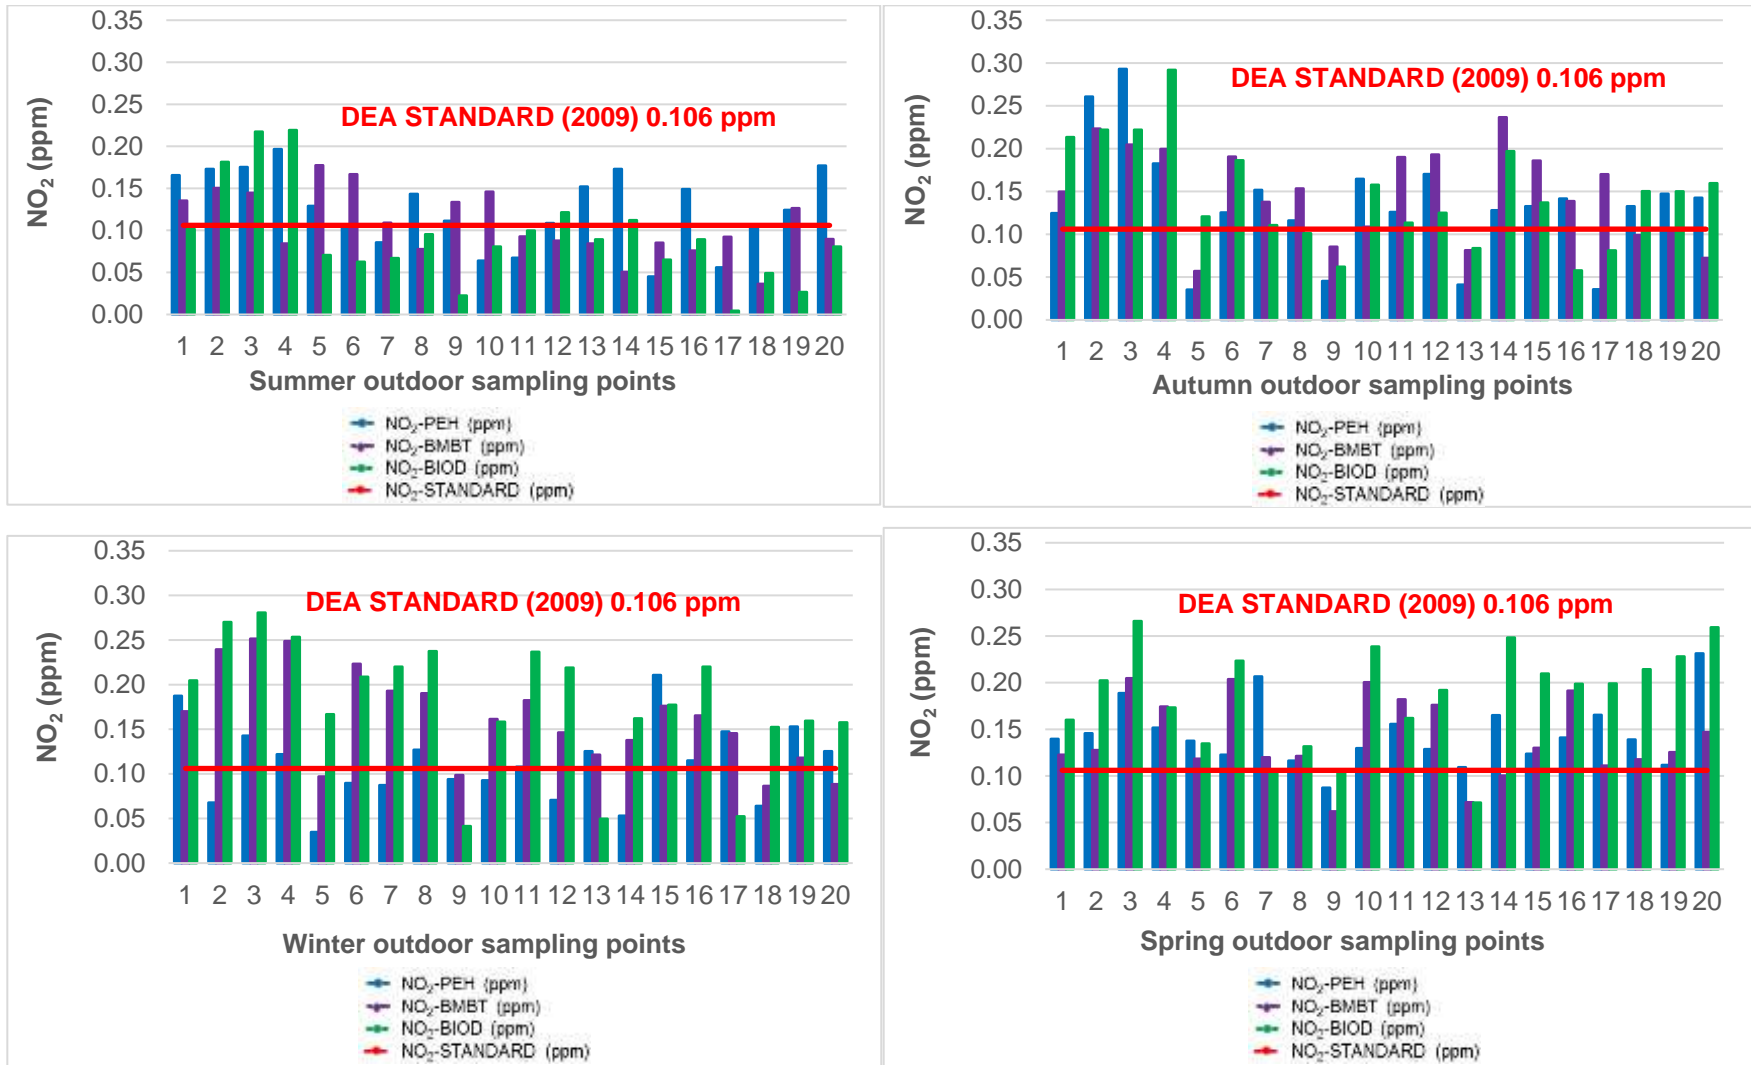 0.35
0.30
0.25
0.20
0.15
0.10
0.05
0.00
NO₂ (ppm)
DEA STANDARD (2009) 0.106 ppm
1 2 3 4 5 6 7 8 9 10 11 12 13 14 15 16 17 18 19 20
Summer outdoor sampling points
NO₂-PEH (ppm)
NO₂-BMBT (ppm)
NO₂-BIOD (ppm)
NO₂-STANDARD (ppm)
0.35
0.30
0.25
0.20
0.15
0.10
0.05
0.00
NO₂ (ppm)
DEA STANDARD (2009) 0.106 ppm
1 2 3 4 5 6 7 8 9 10 11 12 13 14 15 16 17 18 19 20
Autumn outdoor sampling points
NO₂-PEH (ppm)
NO₂-BMBT (ppm)
NO₂-BIOD (ppm)
NO₂-STANDARD (ppm)
0.35
0.30
0.25
0.20
0.15
0.10
0.05
0.00
NO₂ (ppm)
DEA STANDARD (2009) 0.106 ppm
1 2 3 4 5 6 7 8 9 10 11 12 13 14 15 16 17 18 19 20
Winter outdoor sampling points
NO₂-PEH (ppm)
NO₂-BMBT (ppm)
NO₂-BIOD (ppm)
NO₂-STANDARD (ppm)
0.35
0.30
0.25
0.20
0.15
0.10
0.05
0.00
NO₂ (ppm)
DEA STANDARD (2009) 0.106 ppm
1 2 3 4 5 6 7 8 9 10 11 12 13 14 15 16 17 18 19 20
Spring outdoor sampling points
NO₂-PEH (ppm)
NO₂-BMBT (ppm)
NO₂-BIOD (ppm)
NO₂-STANDARD (ppm)